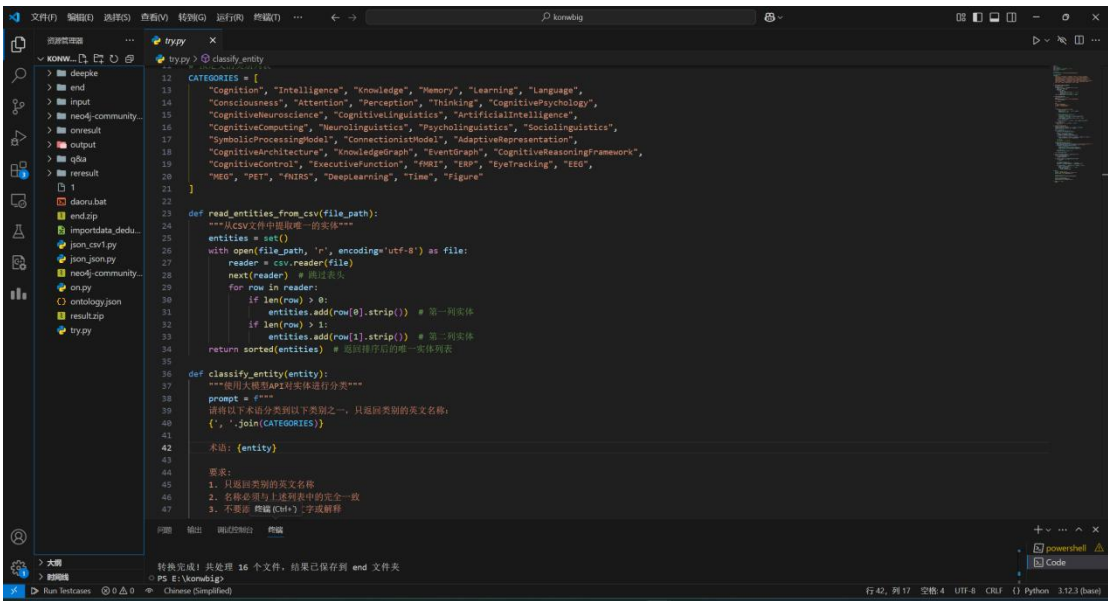 文件(F) 编辑(E) 选择(S) 查看(V) 转到(G) 运行(R) 终端(T) ··· konwbig
资源管理器 ···
try.py
KONW...
try.py > classify_entity
deepke
end
input
neo4j-community...
onresult
output
q&a
reresult
1
daoru.bat
end.zip
importdata_dedu...
json_csv1.py
json_json.py
neo4j-community...
on.py
ontology.json
result.zip
try.py
大纲
时间线
12 CATEGORIES = [
13 "Cognition", "Intelligence", "Knowledge", "Memory", "Learning", "Language",
14 "Consciousness", "Attention", "Perception", "Thinking", "CognitivePsychology",
15 "CognitiveNeuroscience", "CognitiveLinguistics", "ArtificialIntelligence",
16 "CognitiveComputing", "Neurolinguistics", "Psycholinguistics", "Sociolinguistics",
17 "SymbolicProcessingModel", "ConnectionistModel", "AdaptiveRepresentation",
18 "CognitiveArchitecture", "KnowledgeGraph", "EventGraph", "CognitiveReasoningFramework",
19 "CognitiveControl", "ExecutiveFunction", "fMRI", "ERP", "EyeTracking", "EEG",
20 "MEG", "PET", "fNIRS", "DeepLearning", "Time", "Figure"
21 ]
22
23 def read_entities_from_csv(file_path):
24 """从CSV文件中提取唯一的实体"""
25 entities = set()
26 with open(file_path, 'r', encoding='utf-8') as file:
27 reader = csv.reader(file)
28 next(reader) # 跳过表头
29 for row in reader:
30 if len(row) > 0:
31 entities.add(row[0].strip()) # 第一列实体
32 if len(row) > 1:
33 entities.add(row[1].strip()) # 第二列实体
34 return sorted(entities) # 返回排序后的唯一实体列表
35
36 def classify_entity(entity):
37 """使用大模型API对实体进行分类"""
38 prompt = f"""
39 请将以下术语分类到以下类别之一，只返回类别的英文名称：
40 {', '.join(CATEGORIES)}
41
42 术语: {entity}
43
44 要求:
45 1. 只返回类别的英文名称
46 2. 名称必须与上述列表中的完全一致
47 3. 不要添 终端 (Ctrl+`) 字或解释
问题 输出 调试控制台 终端
powershell
Code
转换完成! 共处理 16 个文件，结果已保存到 end 文件夹
PS E:\konwbig>
Run Testcases 0 0 Chinese (Simplified) 行 42, 列 17 空格: 4 UTF-8 CRLF {} Python 3.12.3 (base)